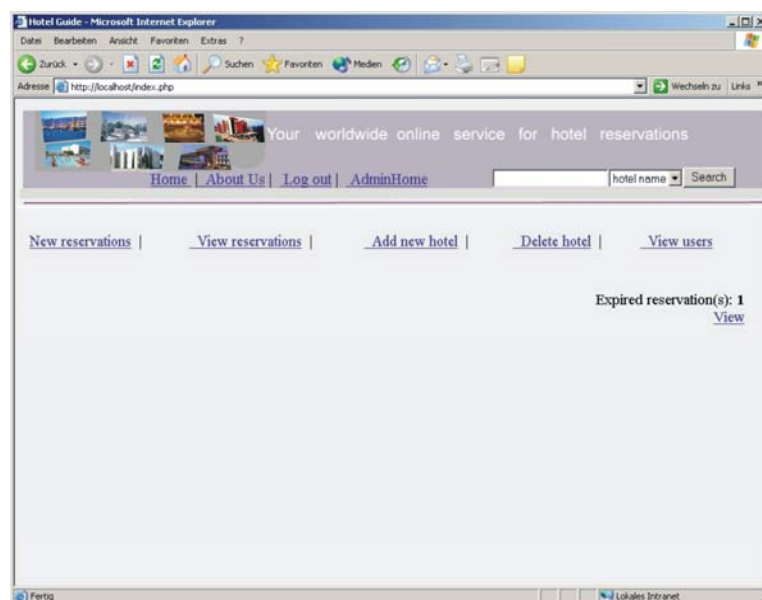 Hotel Guide - Microsoft Internet Explorer
Datei Bearbeiten Ansicht Favoriten Extras ?
Zurück Suchen Favoriten Medien
Adresse http://localhost/index.php Wechseln zu Links »
Your worldwide online service for hotel reservations
Home | About Us | Log out | AdminHome hotel name Search
New reservations | View reservations | Add new hotel | Delete hotel | View users
Expired reservation(s): 1
View
Fertig Lokales Intranet